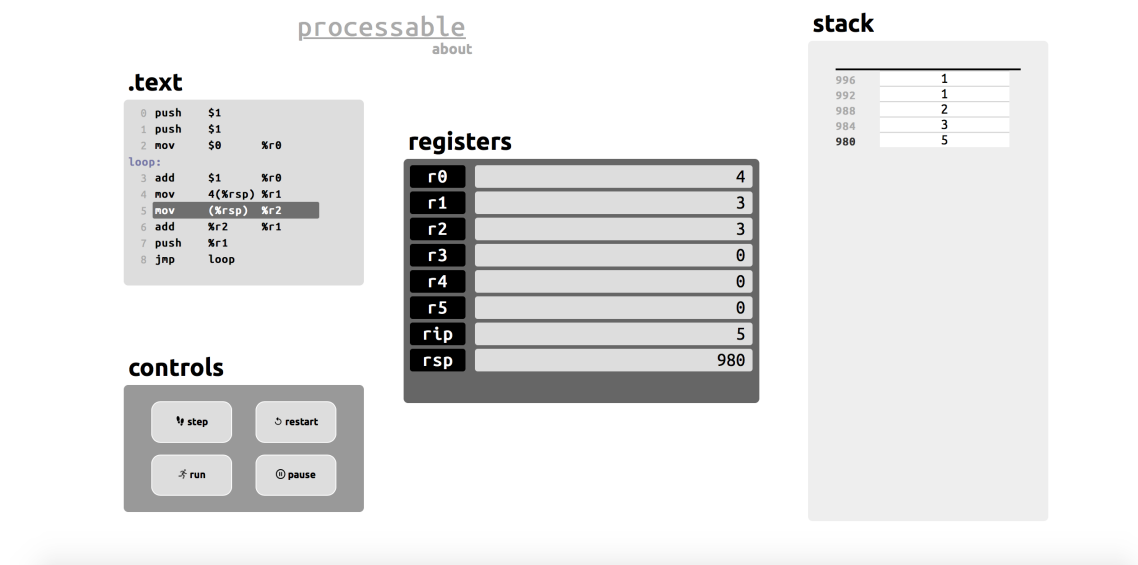 processable
about
.text
0 push $1
1 push $1
2 mov $0 %r0
loop:
3 add $1 %r0
4 mov 4(%rsp) %r1
5 mov (%rsp) %r2
6 add %r2 %r1
7 push %r1
8 jmp loop
controls
step
restart
run
pause
registers
r0 4
r1 3
r2 3
r3 0
r4 0
r5 0
rip 5
rsp 980
stack
996 1
992 1
988 2
984 3
980 5